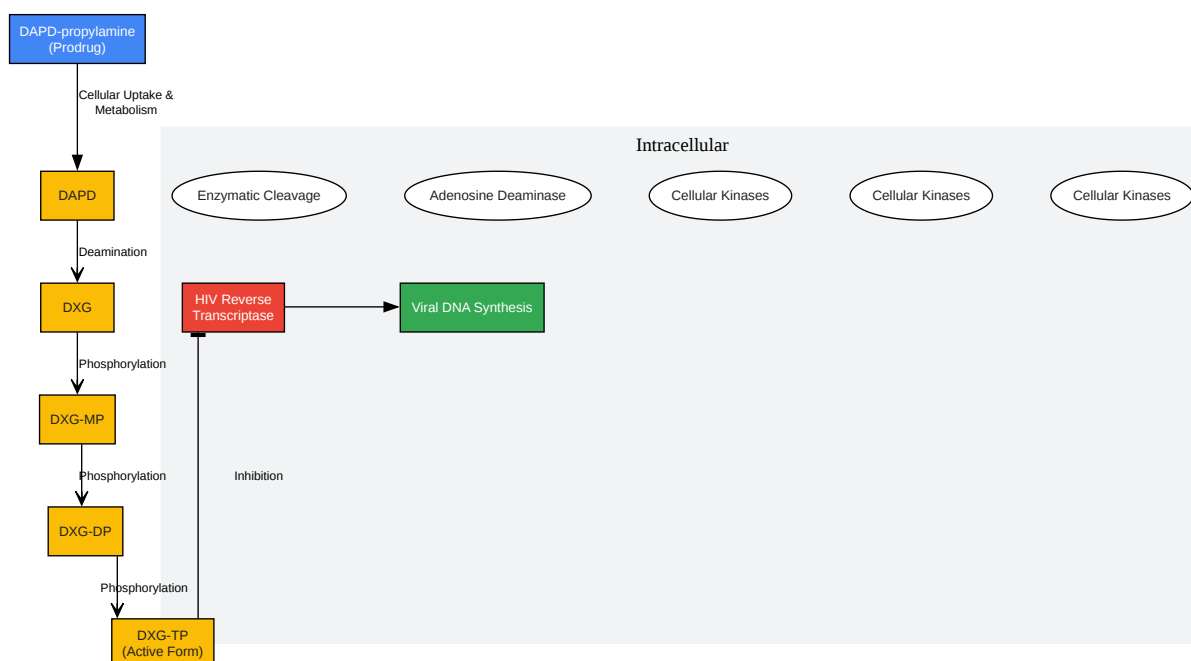 DAPD-propylamine
(Prodrug)
Cellular Uptake &
Metabolism
Intracellular
DAPD
Enzymatic Cleavage
Adenosine Deaminase
Cellular Kinases
Cellular Kinases
Cellular Kinases
Deamination
DXG
HIV Reverse
Transcriptase
Viral DNA Synthesis
Phosphorylation
DXG-MP
Phosphorylation
Inhibition
DXG-DP
Phosphorylation
DXG-TP
(Active Form)